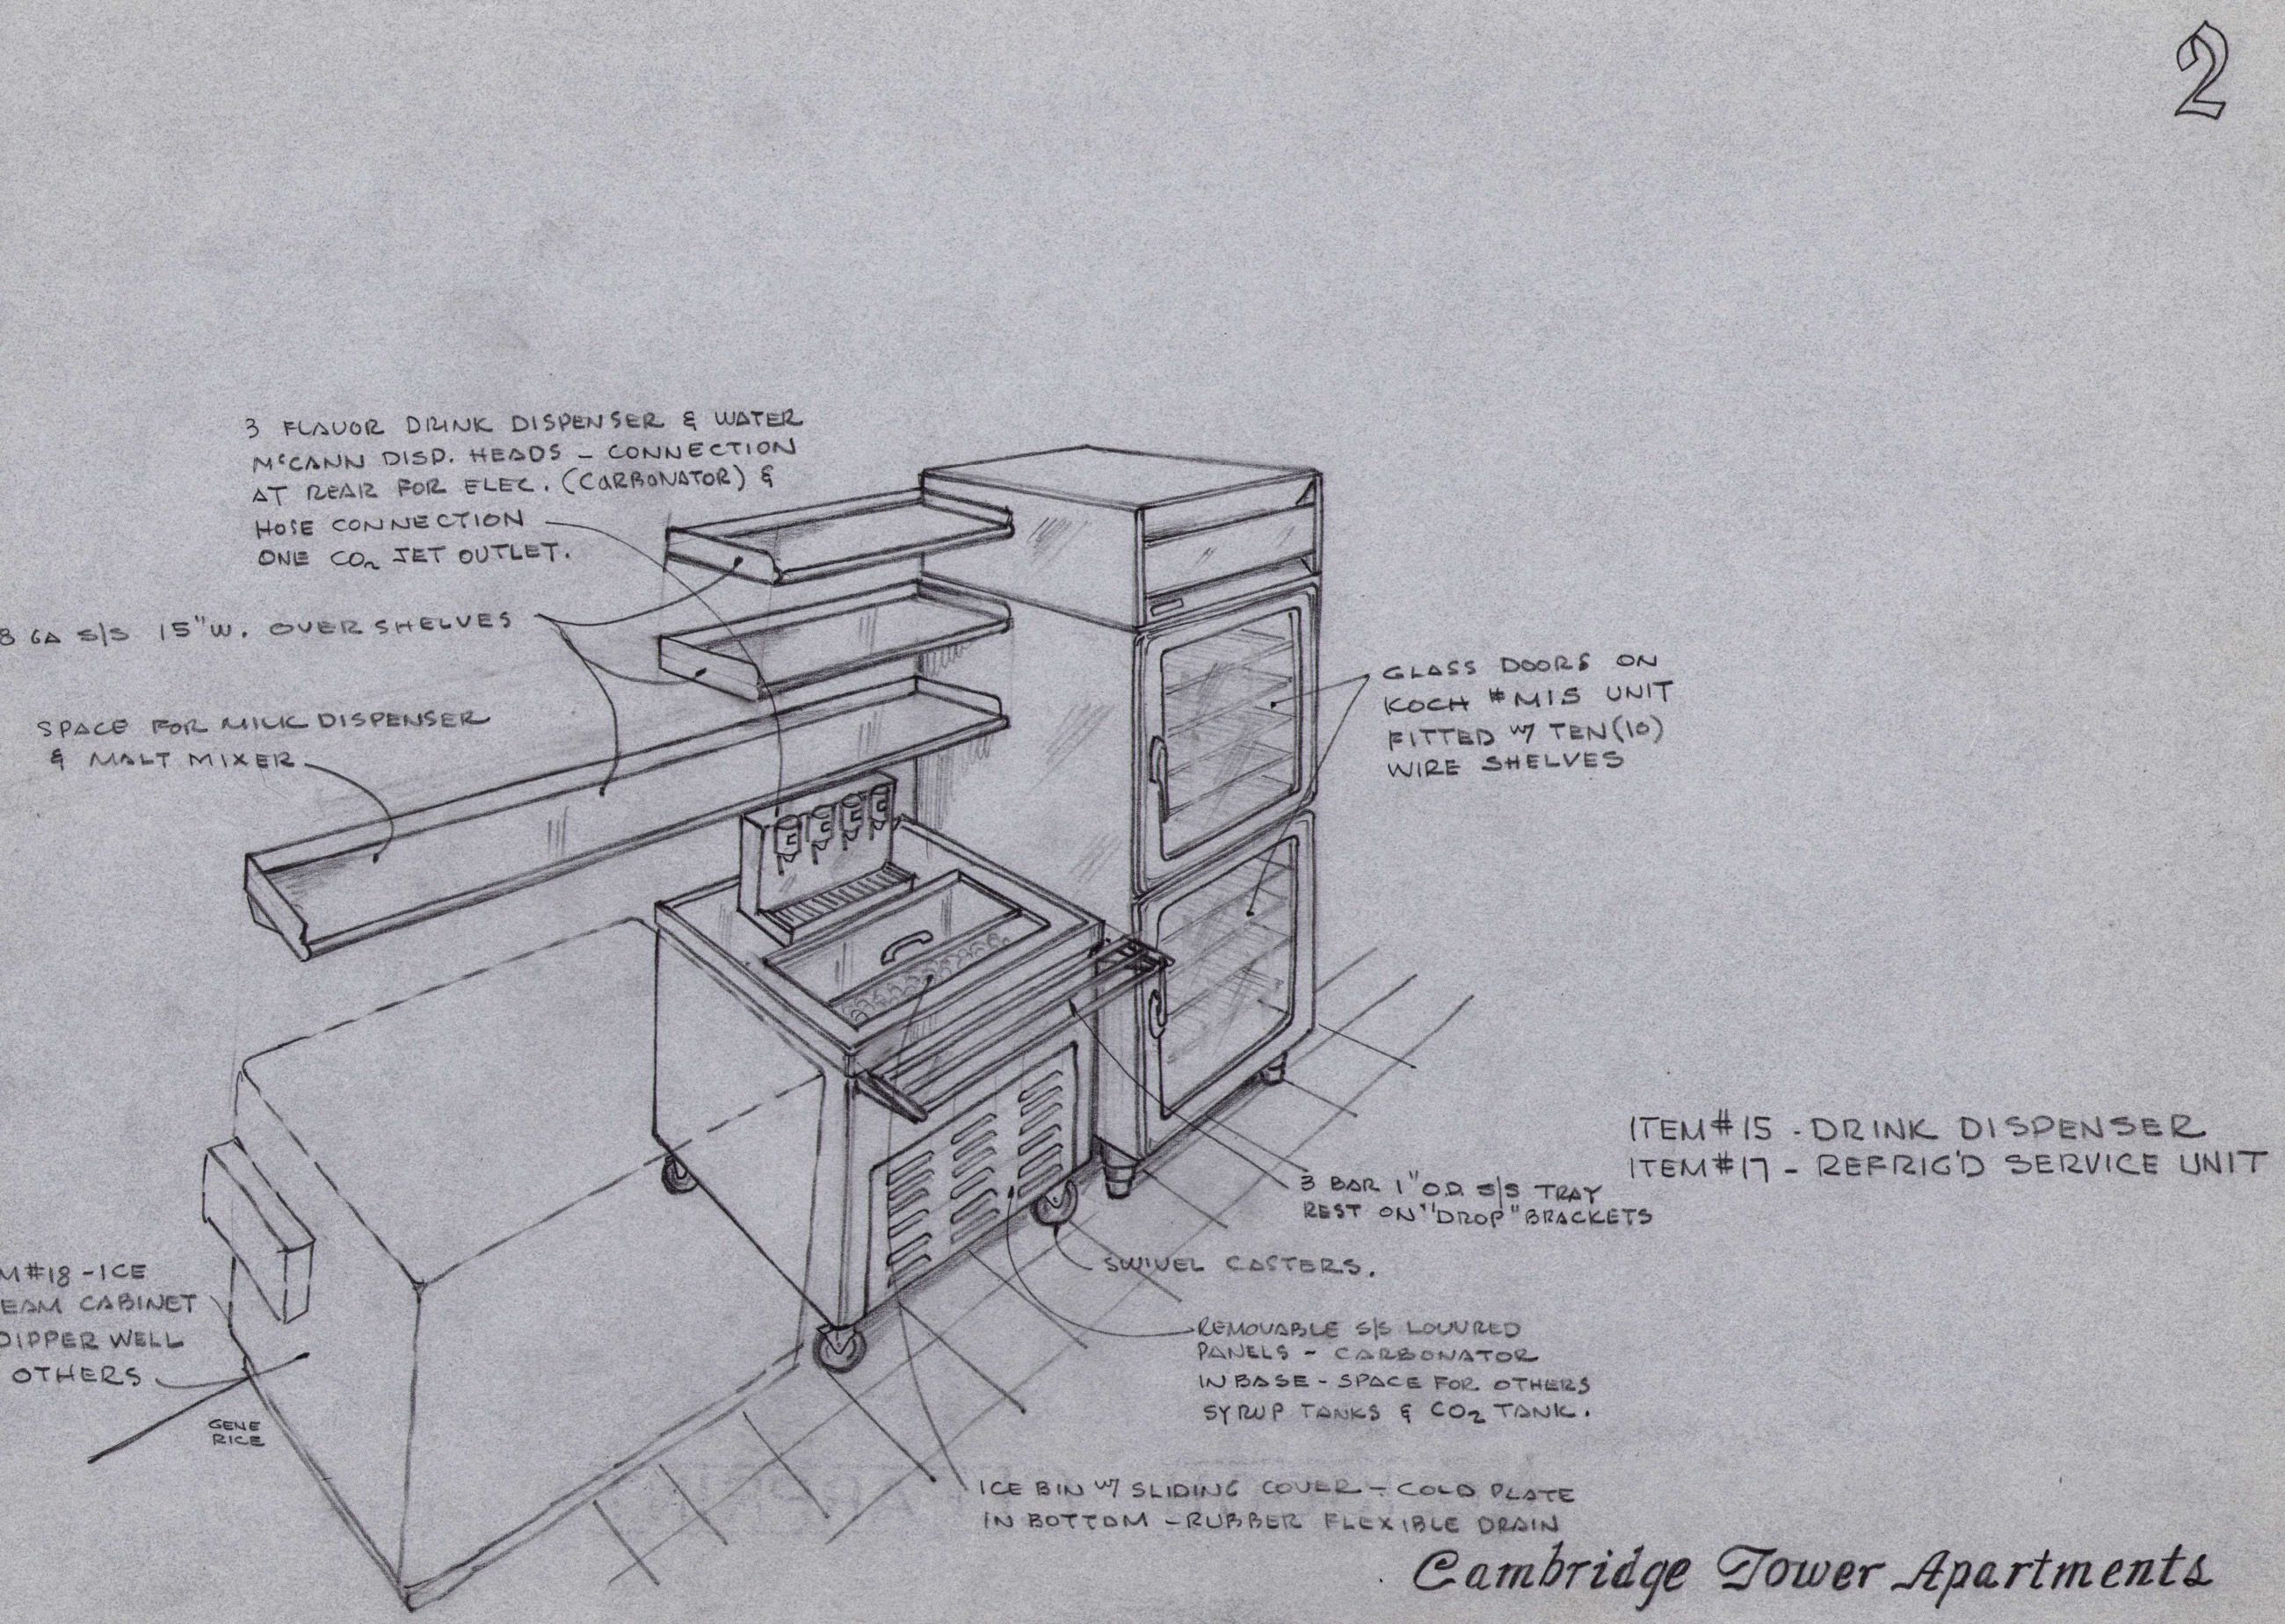 2
3 FLAVOR DRINK DISPENSER & WATER
McCANN DISP. HEADS - CONNECTION
AT REAR FOR ELEC. (CARBONATOR) &
HOSE CONNECTION
ONE CO2 JET OUTLET.
8 GA S/S 15"W. OVER SHELVES
SPACE FOR MILK DISPENSER
& MALT MIXER
GLASS DOORS ON
KOCH #M15 UNIT
FITTED w/ TEN (10)
WIRE SHELVES
ITEM #15 - DRINK DISPENSER
ITEM #17 - REFRIG'D SERVICE UNIT
3 BAR 1" O.D. S/S TRAY
REST ON "DROP" BRACKETS
SWIVEL CASTERS.
M #18 - ICE
EAM CABINET
DIPPER WELL
OTHERS
GENE
RICE
REMOVABLE S/S LOUVRED
PANELS - CARBONATOR
IN BASE - SPACE FOR OTHERS
SYRUP TANKS & CO2 TANK.
ICE BIN w/ SLIDING COVER - COLD PLATE
IN BOTTOM - RUBBER FLEXIBLE DRAIN
Cambridge Tower Apartments